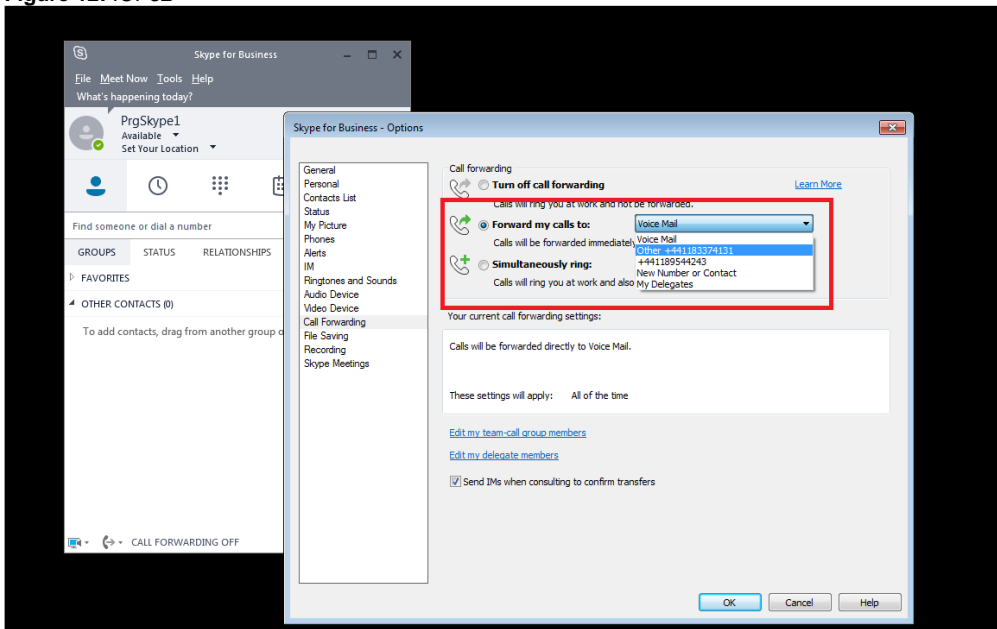 Skype for Business
File Meet Now Tools Help
What's happening today?
PrgSkype1
Available
Set Your Location
Find someone or dial a number
GROUPS STATUS RELATIONSHIPS
FAVORITES
OTHER CONTACTS (0)
To add contacts, drag from another group
CALL FORWARDING OFF
Skype for Business - Options
General
Personal
Contacts List
Status
My Picture
Phones
Alerts
IM
Ringtones and Sounds
Audio Device
Video Device
Call Forwarding
File Saving
Recording
Skype Meetings
Call forwarding
Turn off call forwarding Learn More
Calls will ring you at work and not be forwarded.
Forward my calls to: Voice Mail
Calls will be forwarded immediately
Voice Mail
Other +441183374131
+441189544243
New Number or Contact
My Delegates
Simultaneously ring:
Calls will ring you at work and also
Your current call forwarding settings:
Calls will be forwarded directly to Voice Mail.
These settings will apply: All of the time
Edit my team-call group members
Edit my delegate members
Send IMs when consulting to confirm transfers
OK Cancel Help